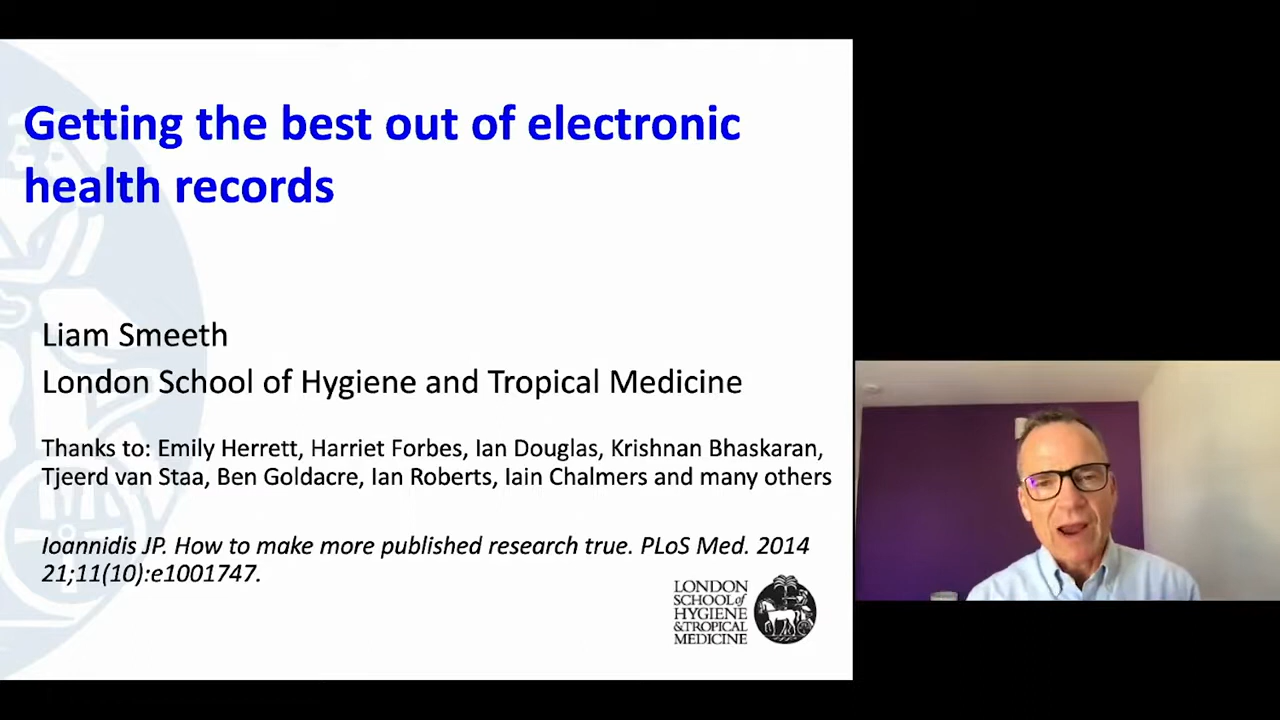 Getting the best out of electronic
health records
Liam Smeeth
London School of Hygiene and Tropical Medicine
Thanks to: Emily Herrett, Harriet Forbes, Ian Douglas, Krishnan Bhaskaran,
Tjeerd van Staa, Ben Goldacre, Ian Roberts, Iain Chalmers and many others
Ioannidis JP. How to make more published research true. PLoS Med. 2014
21;11(10):e1001747.
LONDON
SCHOOL of
HYGIENE
& TROPICAL
MEDICINE